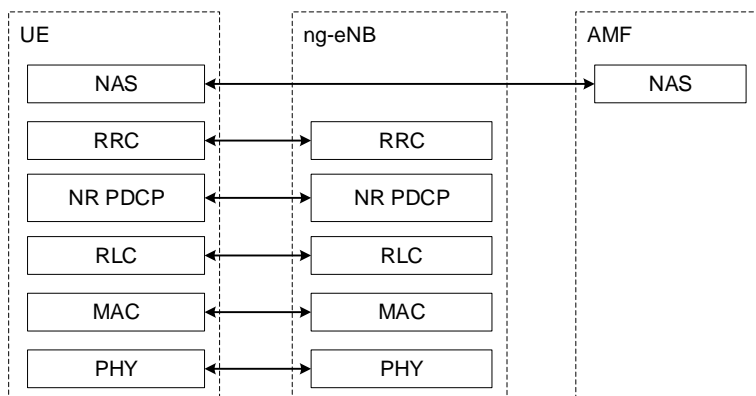 UE
ng-eNB
AMF
NAS
NAS
RRC
RRC
NR PDCP
NR PDCP
RLC
RLC
MAC
MAC
PHY
PHY